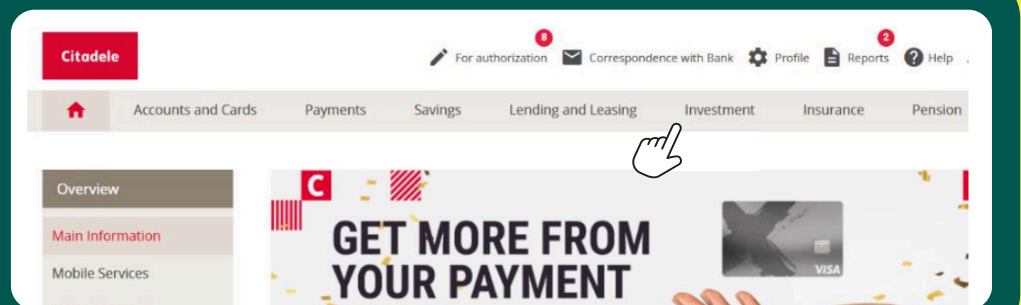 8
2
Citadele
For authorization Correspondence with Bank Profile Reports ? Help
Accounts and Cards Payments Savings Lending and Leasing Investment Insurance Pension
Overview
Main Information
Mobile Services
C
GET MORE FROM
YOUR PAYMENT
VISA